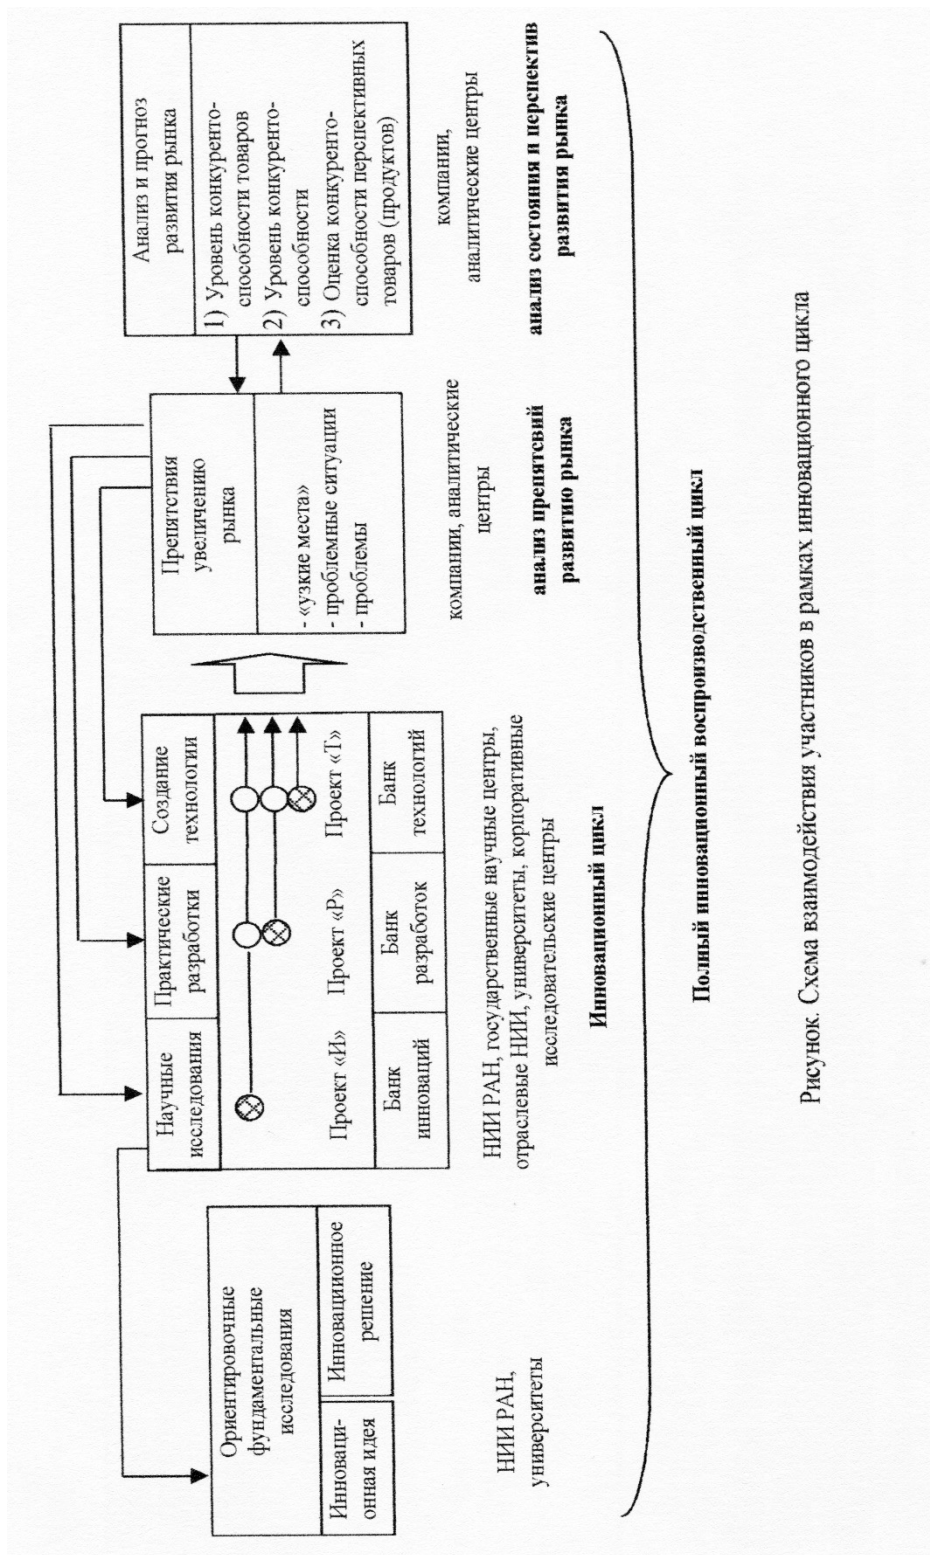 Ориентировочные
фундаментальные
исследования
Инноваци-
онная идея
Инновациионное
решение
НИИ РАН,
университеты
Научные
исследования
Практические
разработки
Создание
технологии
Проект «И»
Проект «Р»
Проект «Т»
Банк
инноваций
Банк
разработок
Банк
технологий
НИИ РАН, государственные научные центры,
отраслевые НИИ, университеты, корпоративные
исследовательские центры
Инновационный цикл
Препятствия
увеличению
рынка
- «узкие места»
- проблемные ситуации
- проблемы
компании, аналитические
центры
анализ препятсвий
развитию рынка
Анализ и прогноз
развития рынка
1) Уровень конкуренто-
способности товаров
2) Уровень конкуренто-
способности
3) Оценка конкуренто-
способности перспективных
товаров (продуктов)
компании,
аналитические центры
анализ состояния и перспектив
развития рынка
Полный инновационный воспроизводственный цикл
Рисунок. Схема взаимодействия участников в рамках инновационного цикла